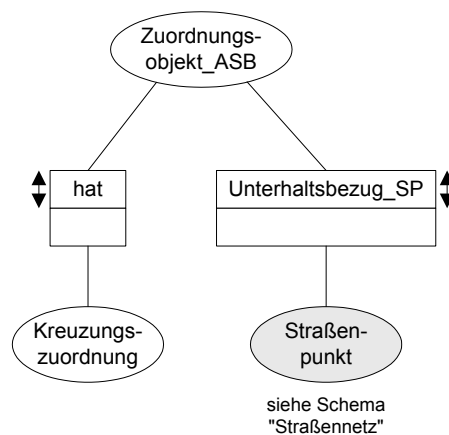 Zuordnungs-
objekt_ASB
hat
Unterhaltsbezug_SP
Kreuzungs-
zuordnung
Straßen-
punkt
siehe Schema
"Straßennetz"